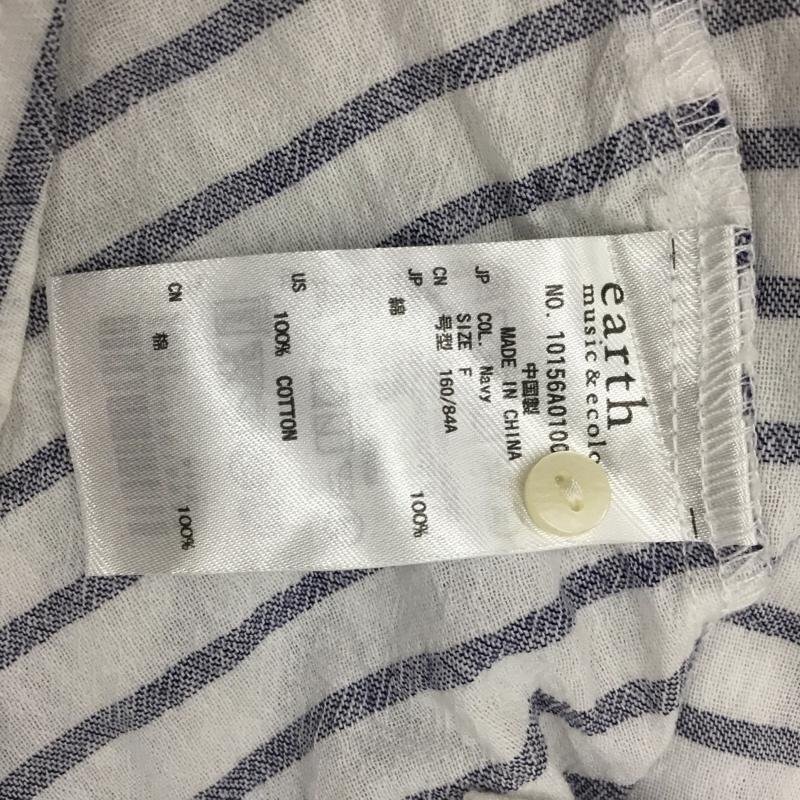 earth
music & ecolo
NO. 10156A0100
中国製
MADE IN CHINA
JP COL. Navy
SIZE F
CN 号型 160/84A
JP 綿 100%
US 100% COTTON
CN 棉 100%